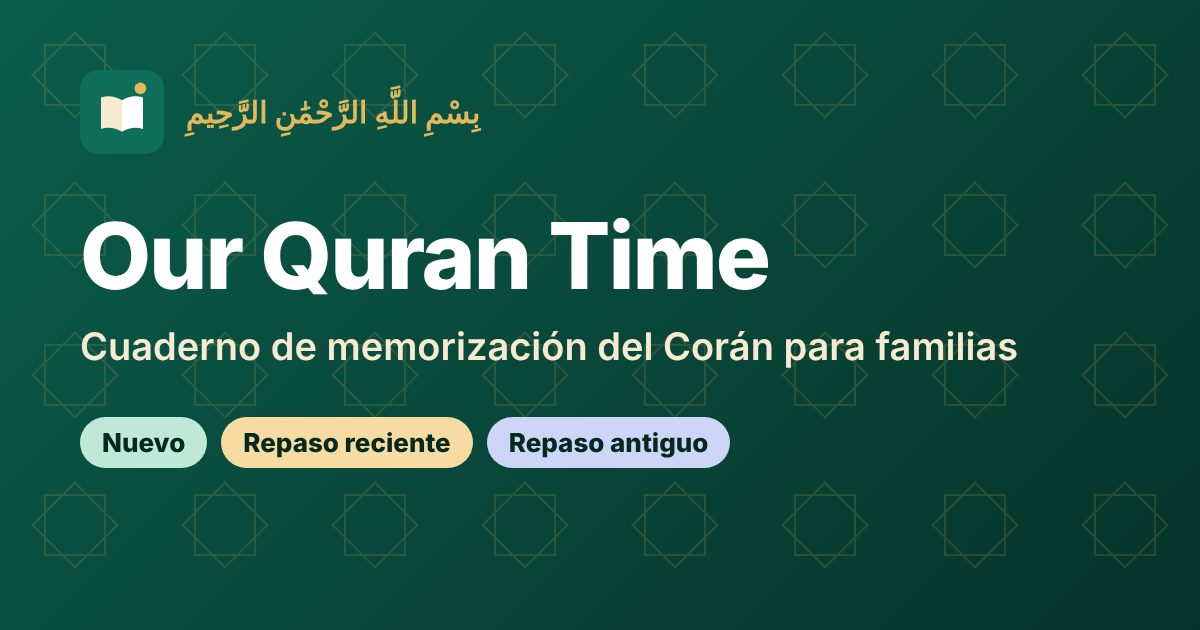 بِسْمِ اللَّهِ الرَّحْمَٰنِ الرَّحِيمِ
Our Quran Time
Cuaderno de memorización del Corán para familias
Nuevo Repaso reciente Repaso antiguo